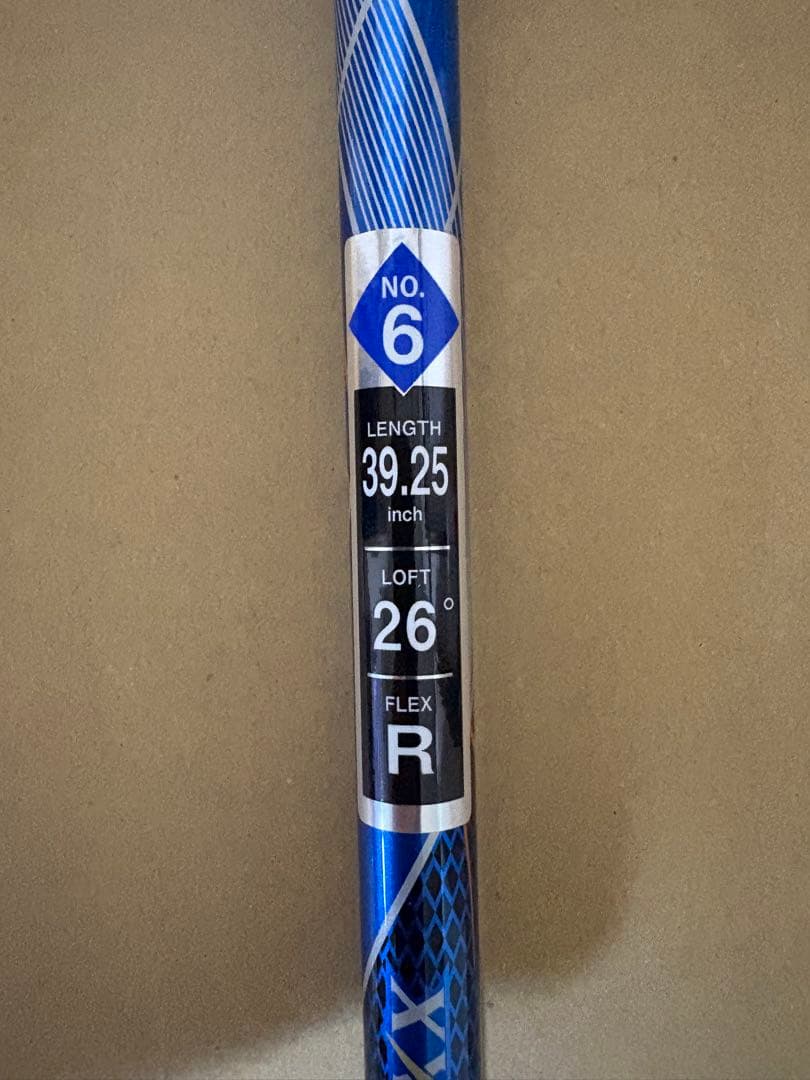 NO.
6
LENGTH
39.25
inch
LOFT
26°
FLEX
R
X